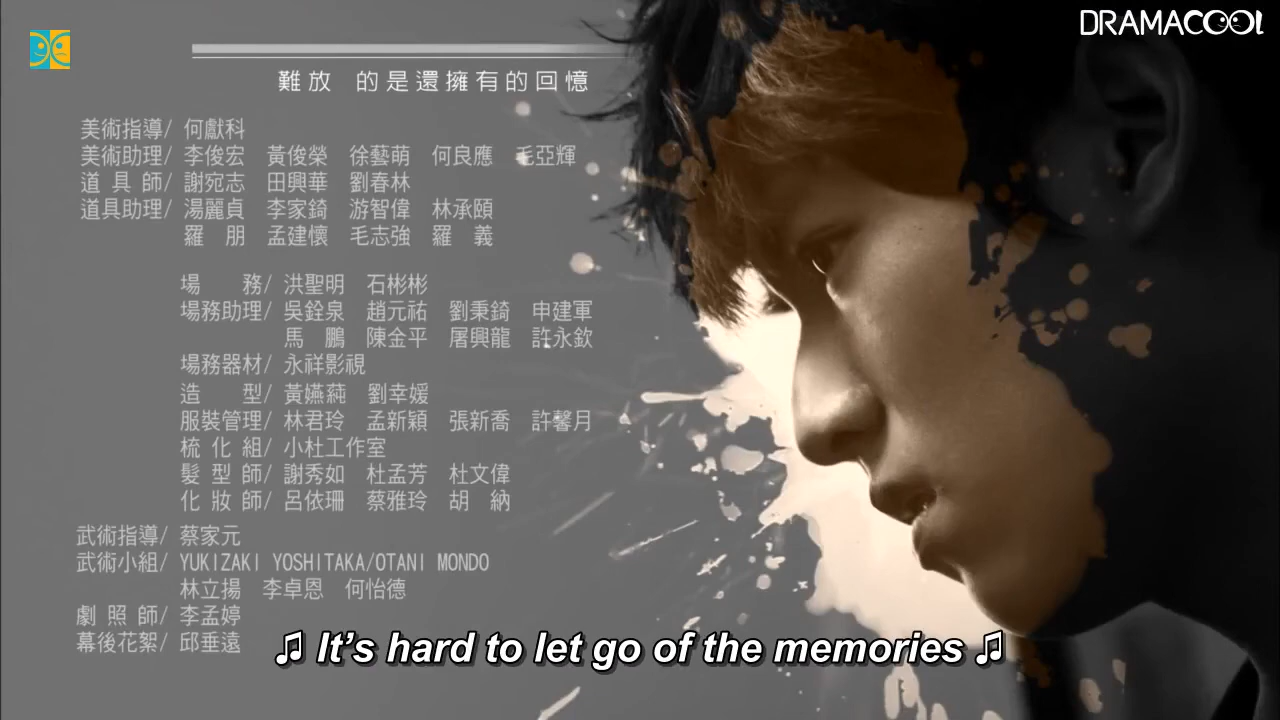 DRAMACOOL
難放 的是還擁有的回憶
美術指導/ 何獻科
美術助理/ 李俊宏 黃俊榮 徐藝萌 何良應 毛亞輝
道具師/ 謝宛志 田興華 劉春林
道具助理/ 湯麗貞 李家錡 游智偉 林承頤
羅朋 孟建懷 毛志強 羅義
場務/ 洪聖明 石彬彬
場務助理/ 吳銓泉 趙元祐 劉秉錡 申建軍
馬鵬 陳金平 屠興龍 許永欽
場務器材/ 永祥影視
造型/ 黃嬿蒓 劉幸媛
服裝管理/ 林君玲 孟新穎 張新喬 許馨月
梳化組/ 小杜工作室
髮型師/ 謝秀如 杜孟芳 杜文偉
化妝師/ 呂依珊 蔡雅玲 胡納
武術指導/ 蔡家元
武術小組/ YUKIZAKI YOSHITAKA/OTANI MONDO
林立揚 李卓恩 何怡德
劇照師/ 李孟婷
幕後花絮/ 邱垂遠
♫ It's hard to let go of the memories ♫